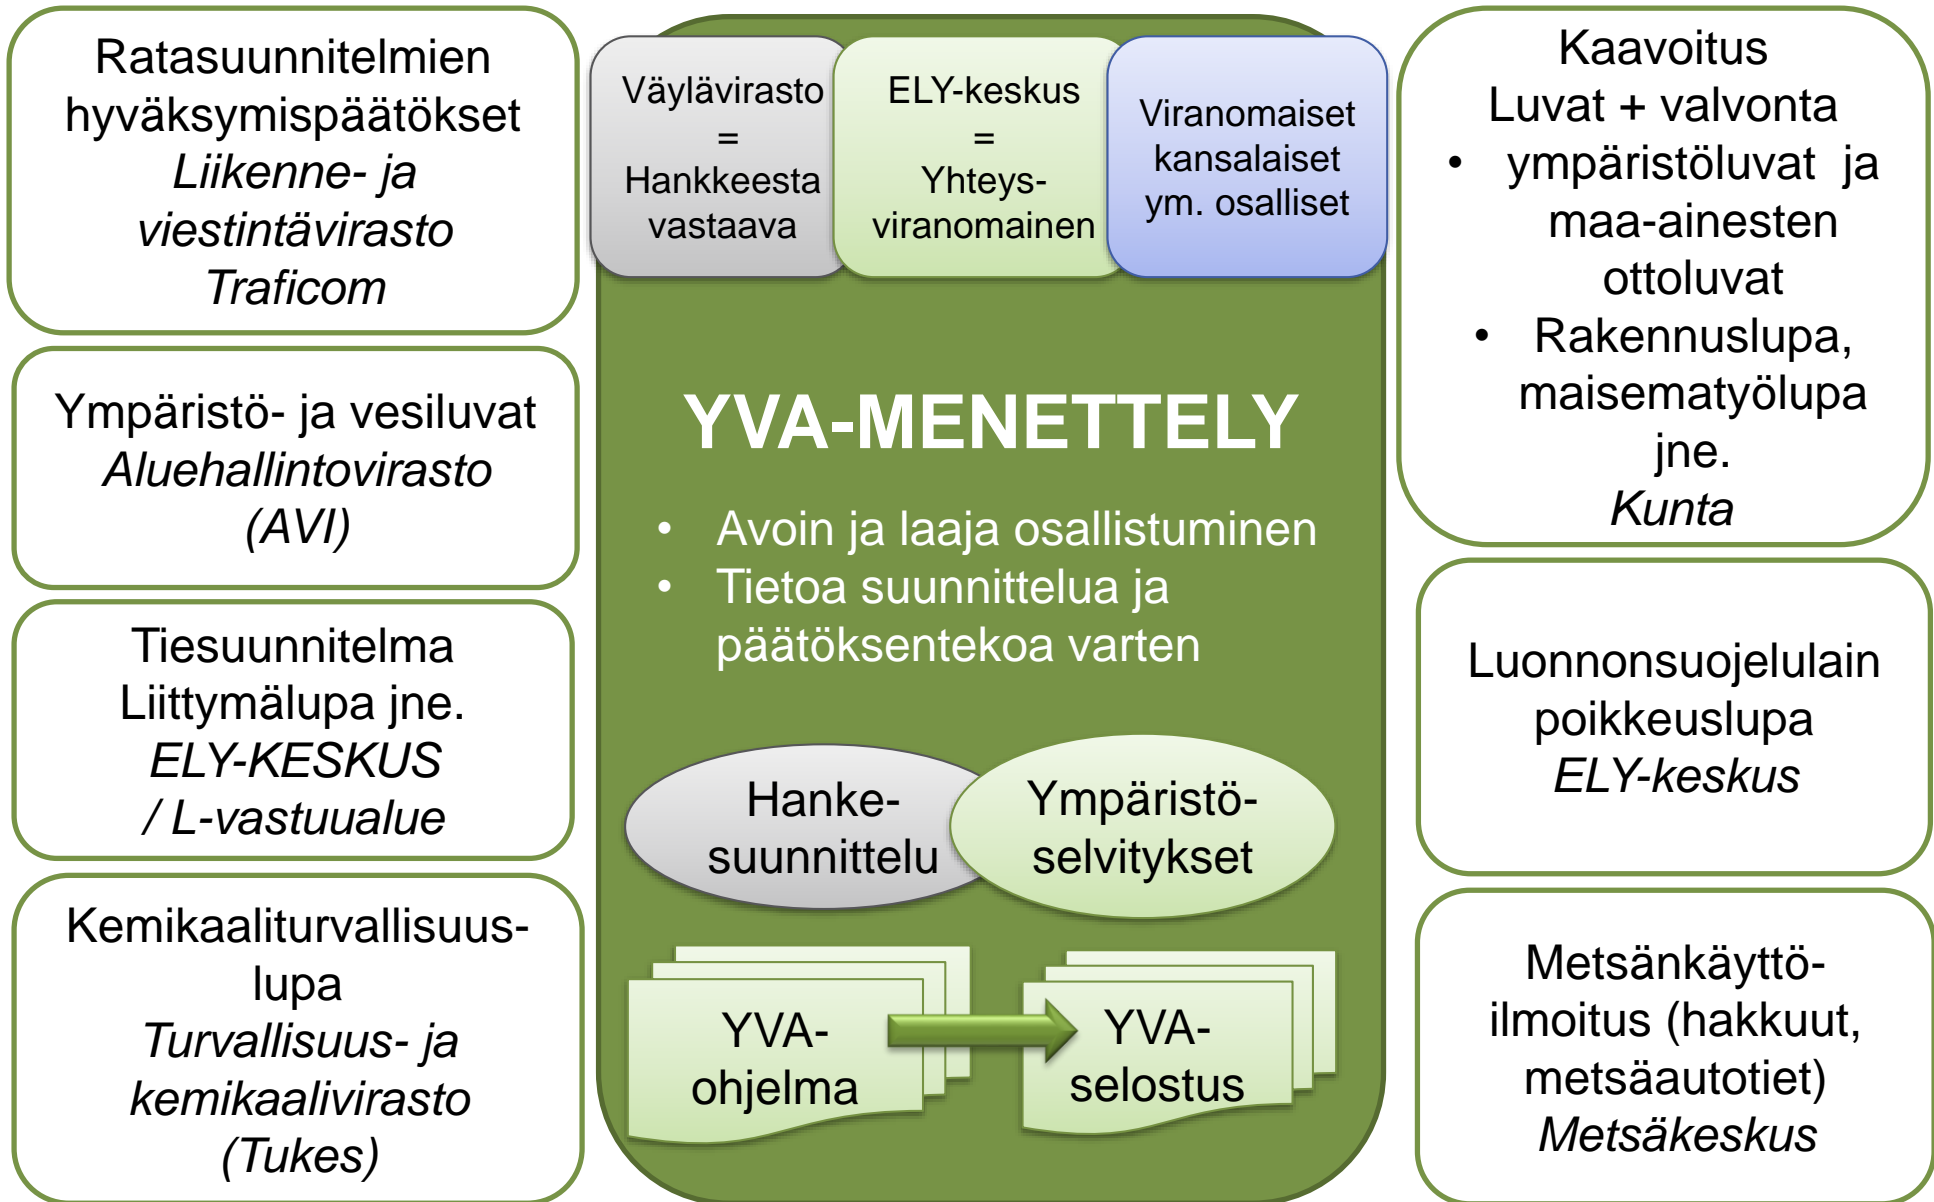 Ratasuunnitelmien
hyväksymispäätökset
Liikenne- ja
viestintävirasto
Traficom
Ympäristö- ja vesiluvat
Aluehallintovirasto
(AVI)
Tiesuunnitelma
Liittymälupa jne.
ELY-KESKUS
/ L-vastuualue
Kemikaaliturvallisuus-
lupa
Turvallisuus- ja
kemikaalivirasto
(Tukes)
Väylävirasto
=
Hankkeesta
vastaava
ELY-keskus
=
Yhteys-
viranomainen
Viranomaiset
kansalaiset
ym. osalliset
YVA-MENETTELY
• Avoin ja laaja osallistuminen
• Tietoa suunnittelua ja
päätöksentekoa varten
Hanke-
suunnittelu
Ympäristö-
selvitykset
YVA-
ohjelma
YVA-
selostus
Kaavoitus
Luvat + valvonta
• ympäristöluvat ja
maa-ainesten
ottoluvat
• Rakennuslupa,
maisematyölupa
jne.
Kunta
Luonnonsuojelulain
poikkeuslupa
ELY-keskus
Metsänkäyttö-
ilmoitus (hakkuut,
metsäautotiet)
Metsäkeskus